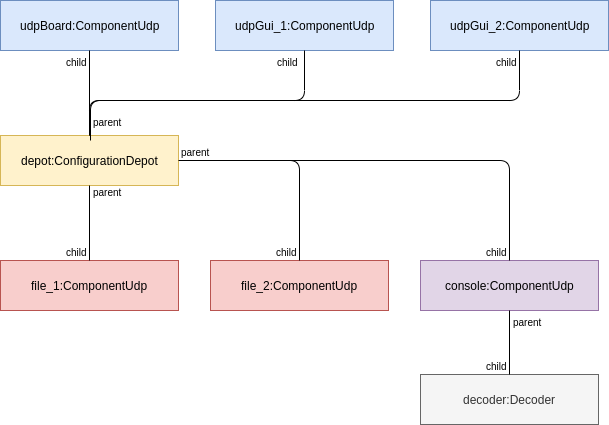 udpBoard:ComponentUdp
udpGui_1:ComponentUdp
udpGui_2:ComponentUdp
child
child
child
parent
depot:ConfigurationDepot
parent
parent
child
child
child
file_1:ComponentUdp
file_2:ComponentUdp
console:ComponentUdp
parent
child
decoder:Decoder